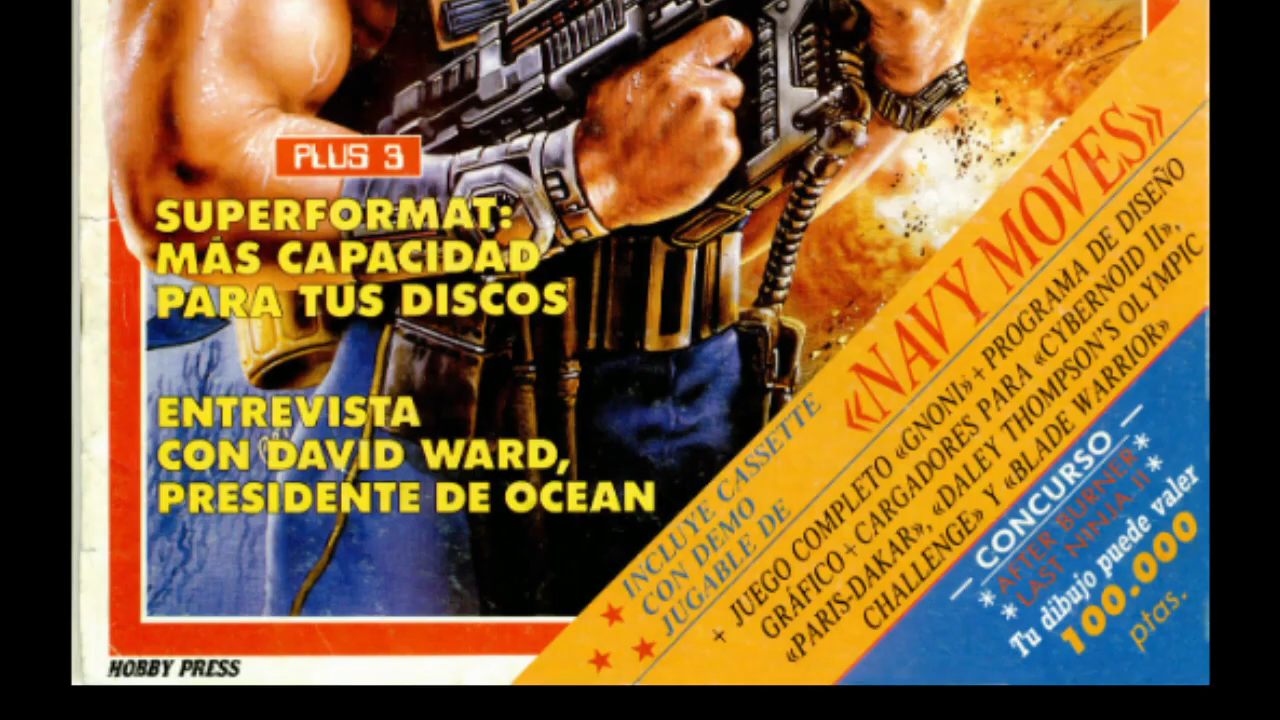 PLUS 3
SUPERFORMAT:
MÁS CAPACIDAD
PARA TUS DISCOS
ENTREVISTA
CON DAVID WARD,
PRESIDENTE DE OCEAN
HOBBY PRESS
INCLUYE CASSETTE
CON DEMO
JUGABLE DE
«NAVY MOVES»
+ JUEGO COMPLETO «GNONI»+ PROGRAMA DE DISEÑO
GRÁFICO + CARGADORES PARA «CYBERNOID II»,
«PARIS-DAKAR», «DALEY THOMPSON'S OLYMPIC
CHALLENGE» Y «BLADE WARRIOR»
— CONCURSO —
* AFTER BURNER *
* LAST NINJA II *
Tu dibujo puede valer
100.000
ptas.